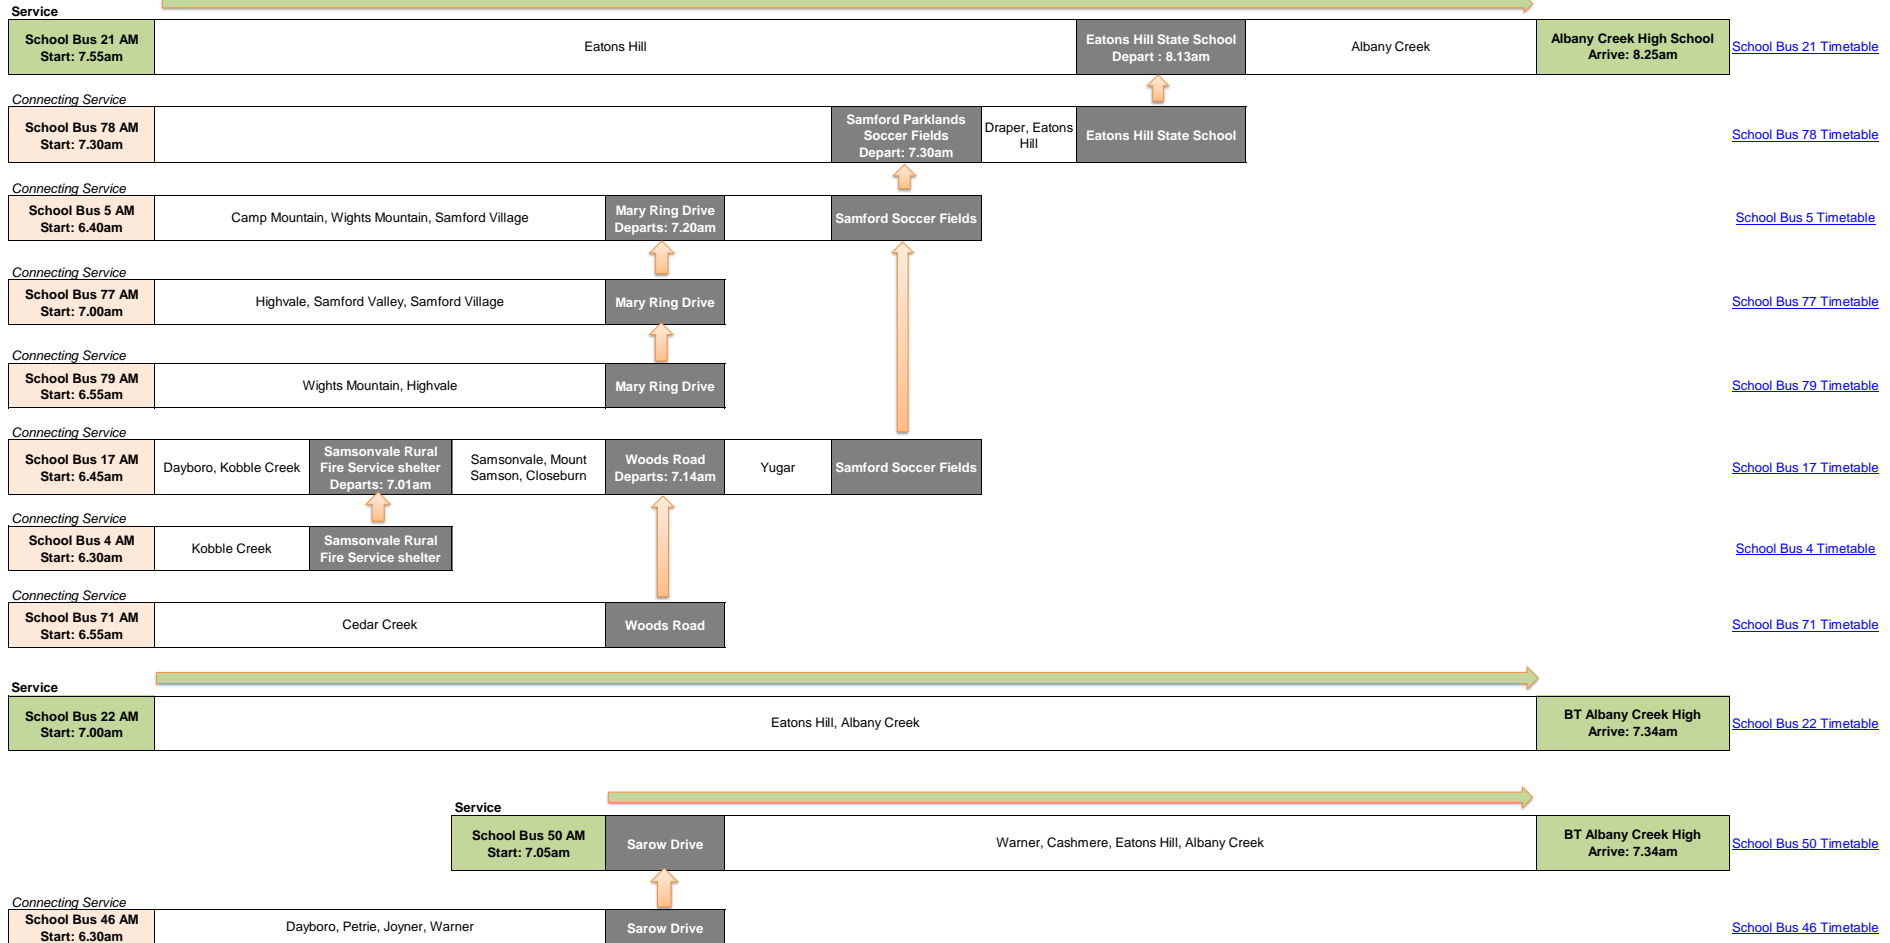 Service
School Bus 21 AM
Start: 7.55am
Eatons Hill
Eatons Hill State School
Depart : 8.13am
Albany Creek
Albany Creek High School
Arrive: 8.25am
School Bus 21 Timetable
Connecting Service
School Bus 78 AM
Start: 7.30am
Samford Parklands
Soccer Fields
Depart: 7.30am
Draper, Eatons
Hill
Eatons Hill State School
School Bus 78 Timetable
Connecting Service
School Bus 5 AM
Start: 6.40am
Camp Mountain, Wights Mountain, Samford Village
Mary Ring Drive
Departs: 7.20am
Samford Soccer Fields
School Bus 5 Timetable
Connecting Service
School Bus 77 AM
Start: 7.00am
Highvale, Samford Valley, Samford Village
Mary Ring Drive
School Bus 77 Timetable
Connecting Service
School Bus 79 AM
Start: 6.55am
Wights Mountain, Highvale
Mary Ring Drive
School Bus 79 Timetable
Connecting Service
School Bus 17 AM
Start: 6.45am
Dayboro, Kobble Creek
Samsonvale Rural
Fire Service shelter
Departs: 7.01am
Samsonvale, Mount
Samson, Closeburn
Woods Road
Departs: 7.14am
Yugar
Samford Soccer Fields
School Bus 17 Timetable
Connecting Service
School Bus 4 AM
Start: 6.30am
Kobble Creek
Samsonvale Rural
Fire Service shelter
School Bus 4 Timetable
Connecting Service
School Bus 71 AM
Start: 6.55am
Cedar Creek
Woods Road
School Bus 71 Timetable
Service
School Bus 22 AM
Start: 7.00am
Eatons Hill, Albany Creek
BT Albany Creek High
Arrive: 7.34am
School Bus 22 Timetable
Service
School Bus 50 AM
Start: 7.05am
Sarow Drive
Warner, Cashmere, Eatons Hill, Albany Creek
BT Albany Creek High
Arrive: 7.34am
School Bus 50 Timetable
Connecting Service
School Bus 46 AM
Start: 6.30am
Dayboro, Petrie, Joyner, Warner
Sarow Drive
School Bus 46 Timetable